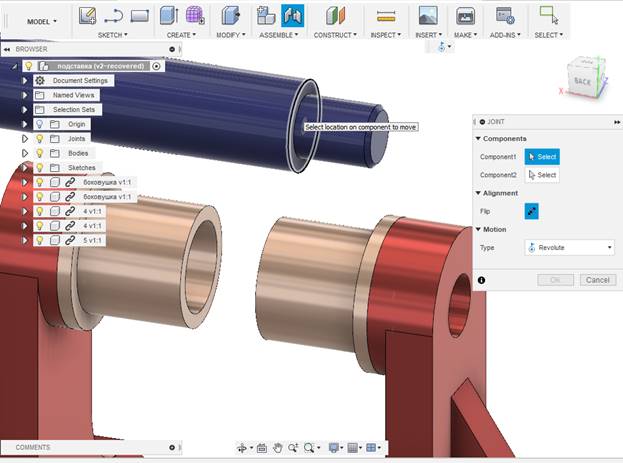 MODEL
SKETCH
CREATE
MODIFY
ASSEMBLE
CONSTRUCT
INSPECT
INSERT
MAKE
ADD-INS
SELECT
BROWSER
подставка (v2~recovered)
Document Settings
Named Views
Selection Sets
Origin
Joints
Bodies
Sketches
боковушка v1:1
боковушка v1:1
4 v1:1
4 v1:1
5 v1:1
Select location on component to move
BACK
X
Z
JOINT
Components
Component1 Select
Component2 Select
Alignment
Flip
Motion
Type Revolute
OK Cancel
COMMENTS